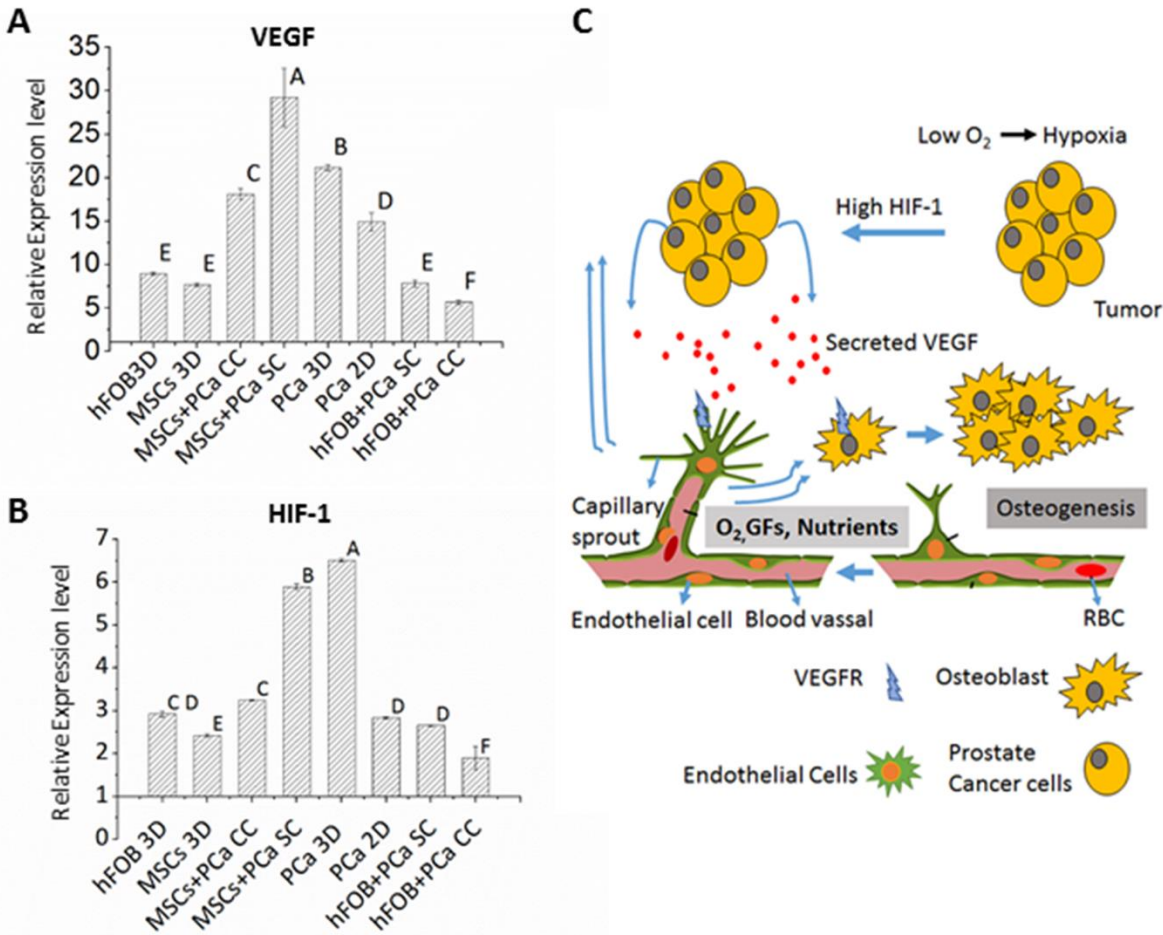 A
VEGF
Relative Expression level
35
30
25
20
15
10
5
0
E
E
C
A
B
D
E
F
hFOB3D
MSCs 3D
MSCs+PCa CC
MSCs+PCa SC
PCa 3D
PCa 2D
hFOB+PCa SC
hFOB+PCa CC
B
HIF-1
Relative Expression level
7
6
5
4
3
2
1
0
C D
E
C
B
A
D
D
F
hFOB 3D
MSCs 3D
MSCs+PCa CC
MSCs+PCa SC
PCa 3D
PCa 2D
hFOB+PCa SC
hFOB+PCa CC
C
Low O₂ → Hypoxia
High HIF-1
Tumor
Secreted VEGF
Capillary
sprout
O₂,GFs, Nutrients
Osteogenesis
Endothelial cell
Blood vassal
RBC
VEGFR
Osteoblast
Endothelial Cells
Prostate
Cancer cells